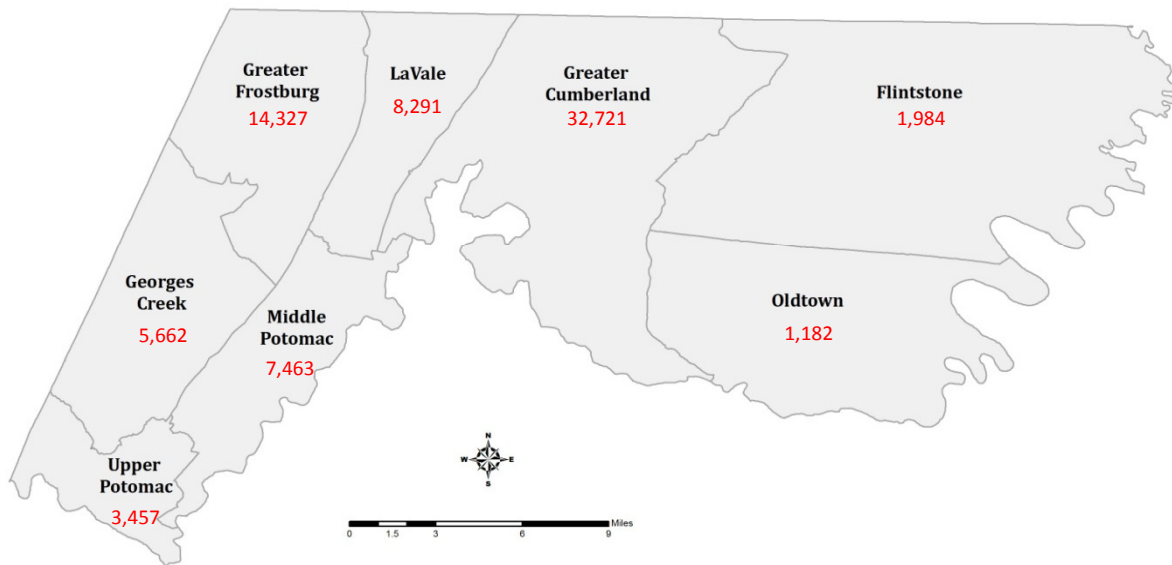 Greater
Frostburg
14,327
LaVale
8,291
Greater
Cumberland
32,721
Flintstone
1,984
Georges
Creek
5,662
Middle
Potomac
7,463
Oldtown
1,182
Upper
Potomac
3,457
N
W
E
S
Miles
0 1.5 3 6 9